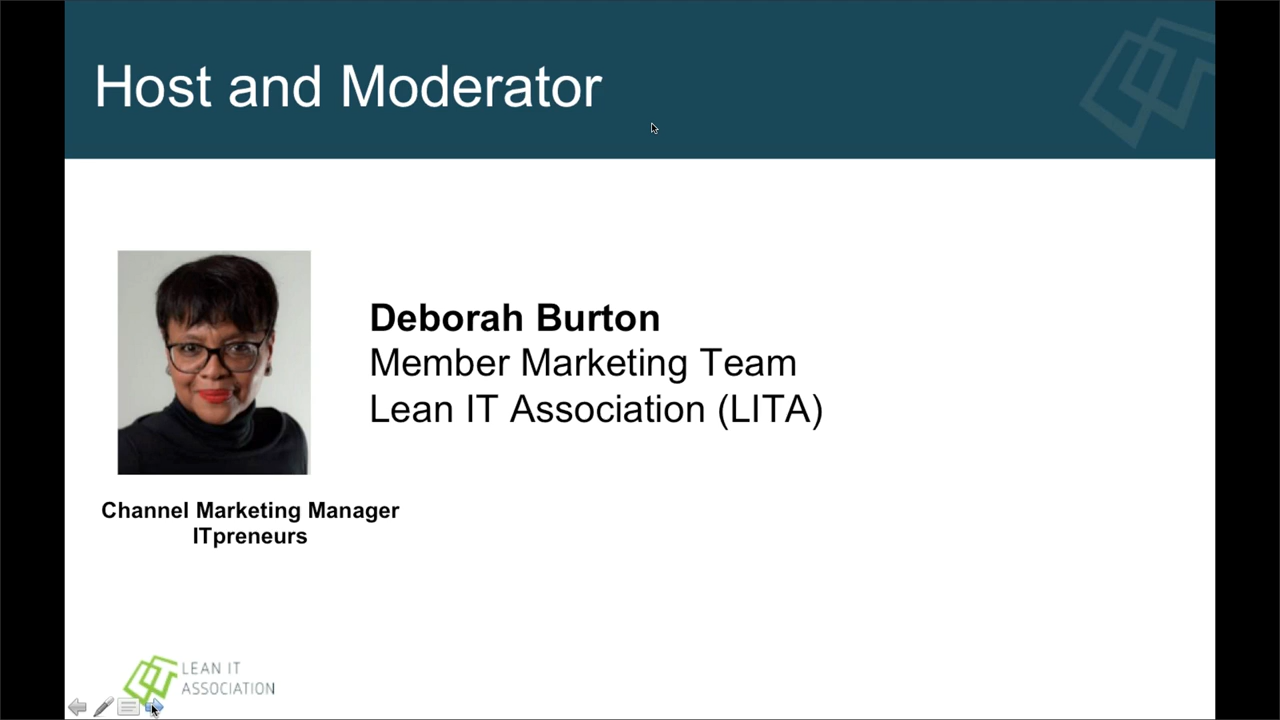 Host and Moderator
Deborah Burton
Member Marketing Team
Lean IT Association (LITA)
Channel Marketing Manager
ITpreneurs
LEAN IT
ASSOCIATION